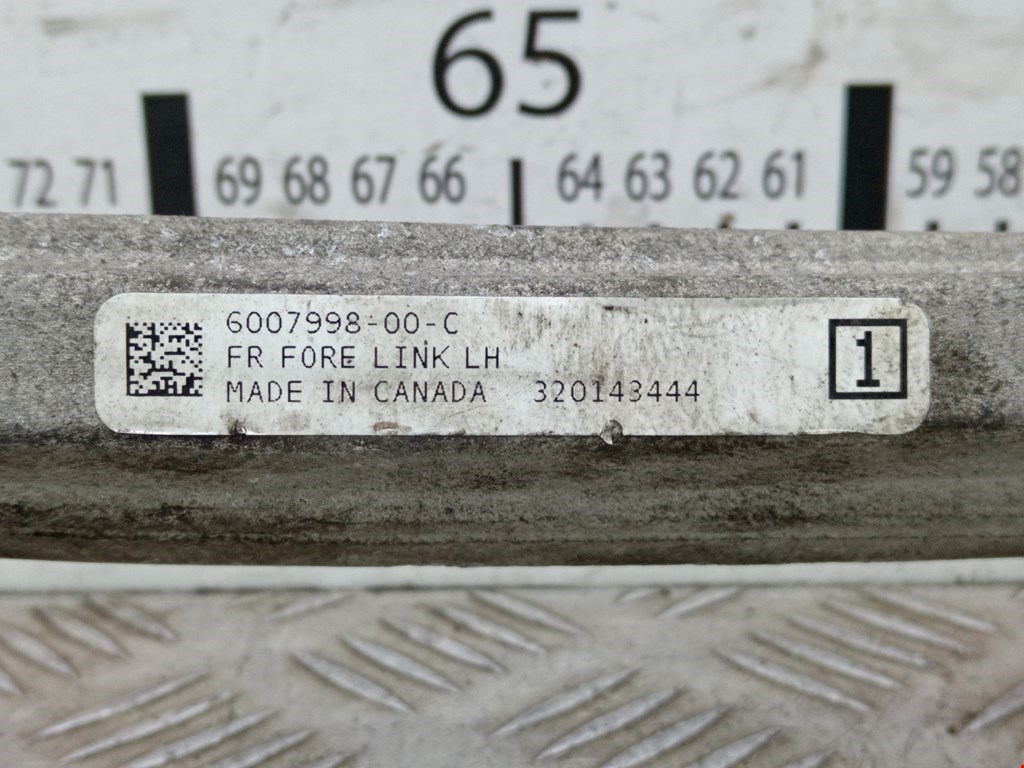 65
72 71 69 68 67 66 64 63 62 61 59 58
6007998-00-C
FR FORE LINK LH
MADE IN CANADA 320143444
1